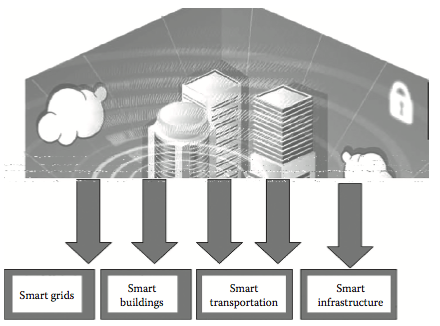 Smart grids
Smart
buildings
Smart
transportation
Smart
infrastructure